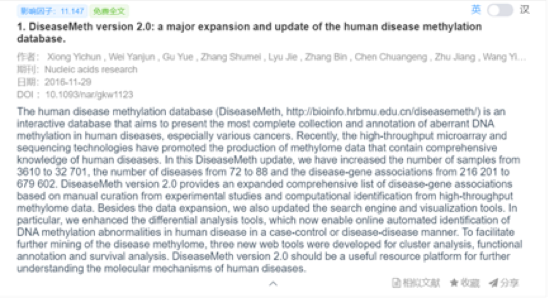 影响因子：11.147 免费全文 英 汉
1. DiseaseMeth version 2.0: a major expansion and update of the human disease methylation
database.
作者： Xiong Yichun , Wei Yanjun , Gu Yue , Zhang Shumei , Lyu Jie , Zhang Bin , Chen Chuangeng , Zhu Jiang , Wang Yi...
期刊： Nucleic acids research
日期： 2016-11-29
DOI ：10.1093/nar/gkw1123
The human disease methylation database (DiseaseMeth, http://bioinfo.hrbmu.edu.cn/diseasemeth/) is an
interactive database that aims to present the most complete collection and annotation of aberrant DNA
methylation in human diseases, especially various cancers. Recently, the high-throughput microarray and
sequencing technologies have promoted the production of methylome data that contain comprehensive
knowledge of human diseases. In this DiseaseMeth update, we have increased the number of samples from
3610 to 32 701, the number of diseases from 72 to 88 and the disease-gene associations from 216 201 to
679 602. DiseaseMeth version 2.0 provides an expanded comprehensive list of disease-gene associations
based on manual curation from experimental studies and computational identification from high-throughput
methylome data. Besides the data expansion, we also updated the search engine and visualization tools. In
particular, we enhanced the differential analysis tools, which now enable online automated identification of
DNA methylation abnormalities in human disease in a case-control or disease-disease manner. To facilitate
further mining of the disease methylome, three new web tools were developed for cluster analysis, functional
annotation and survival analysis. DiseaseMeth version 2.0 should be a useful resource platform for further
understanding the molecular mechanisms of human diseases.
相似文献 收藏 分享